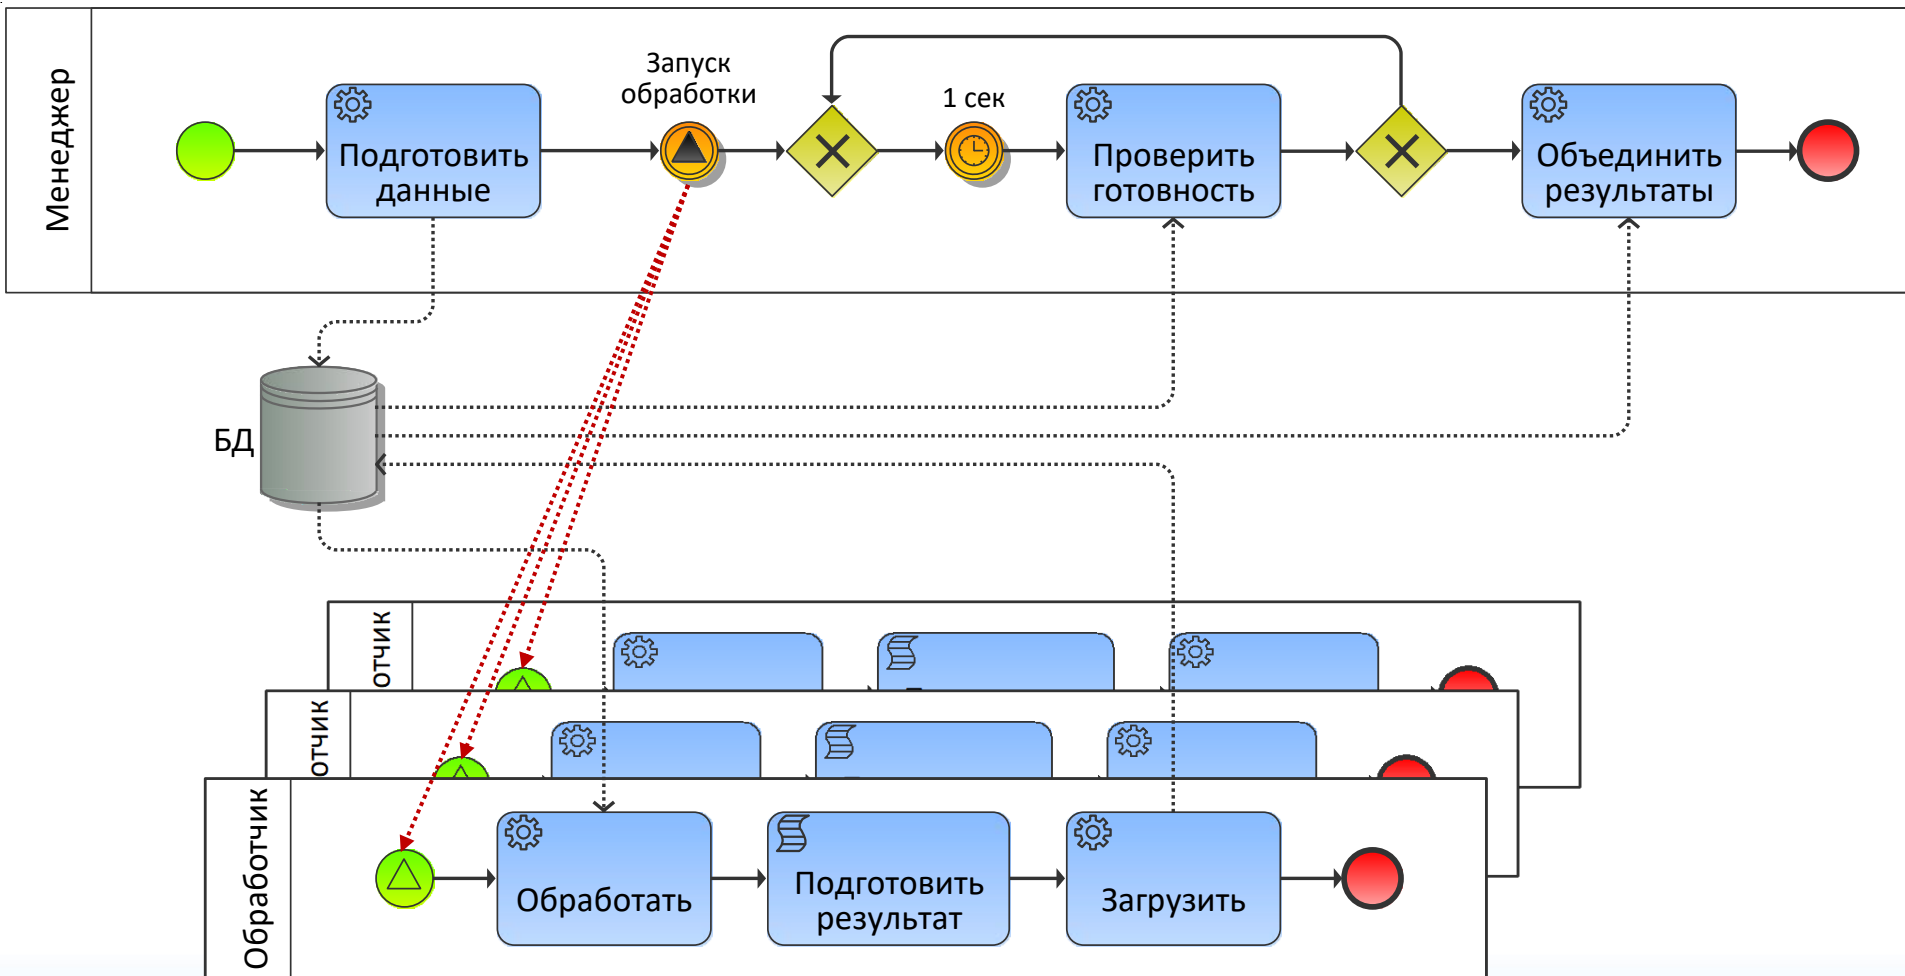 Менеджер
Подготовить
данные
Запуск
обработки
1 сек
Проверить
готовность
Объединить
результаты
БД
отчик
отчик
Обработчик
Обработать
Подготовить
результат
Загрузить